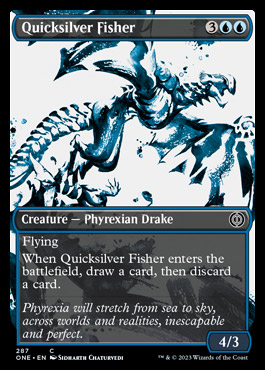 Quicksilver Fisher 3
Creature — Phyrexian Drake
Flying
When Quicksilver Fisher enters the
battlefield, draw a card, then discard
a card.
Phyrexia will stretch from sea to sky,
across worlds and realities, inescapable
and perfect.
4/3
287 C
ONE • EN Sidharth Chaturvedi
™ & © 2023 Wizards of the Coast